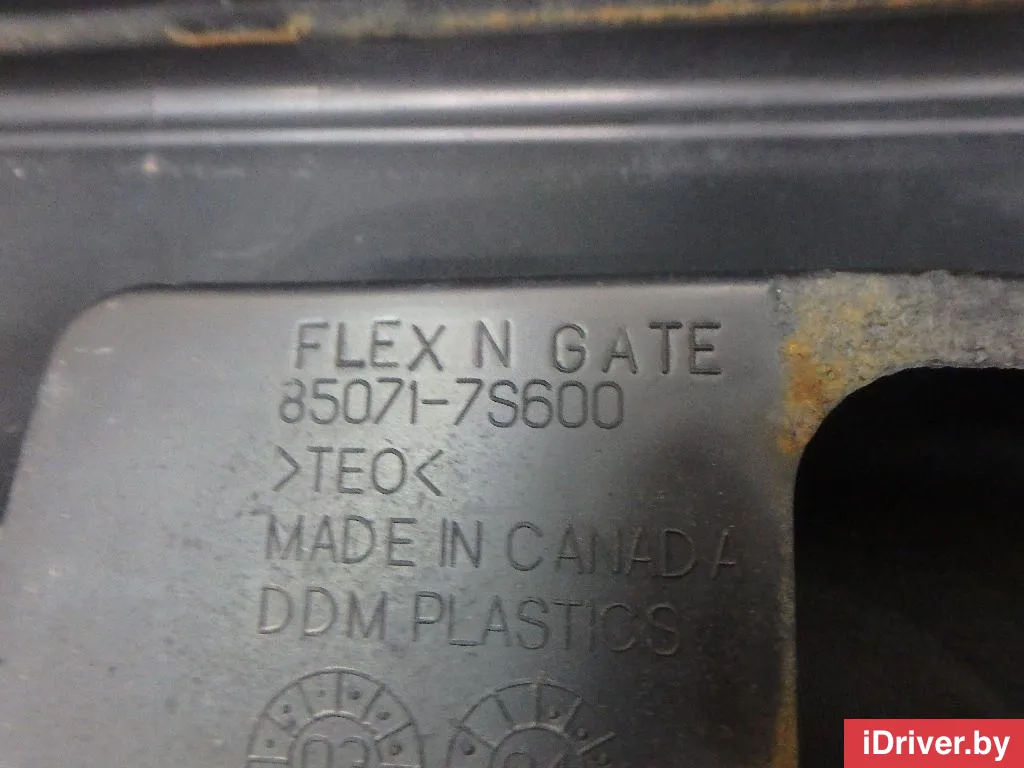 FLEX N GATE
85071-7S600
>TEO<
MADE IN CANADA
DDM PLASTICS
iDriver.by